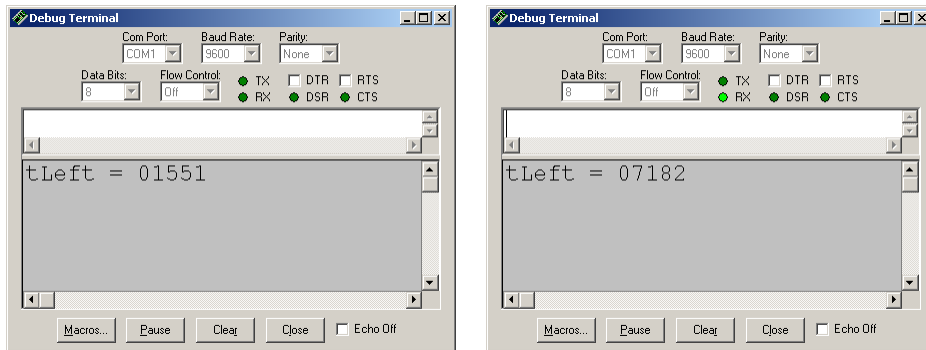 Debug Terminal
Com Port: Baud Rate: Parity:
COM1 9600 None
Data Bits: Flow Control: TX DTR RTS
8 Off RX DSR CTS
tLeft = 01551
Macros... Pause Clear Close Echo Off
Debug Terminal
Com Port: Baud Rate: Parity:
COM1 9600 None
Data Bits: Flow Control: TX DTR RTS
8 Off RX DSR CTS
tLeft = 07182
Macros... Pause Clear Close Echo Off